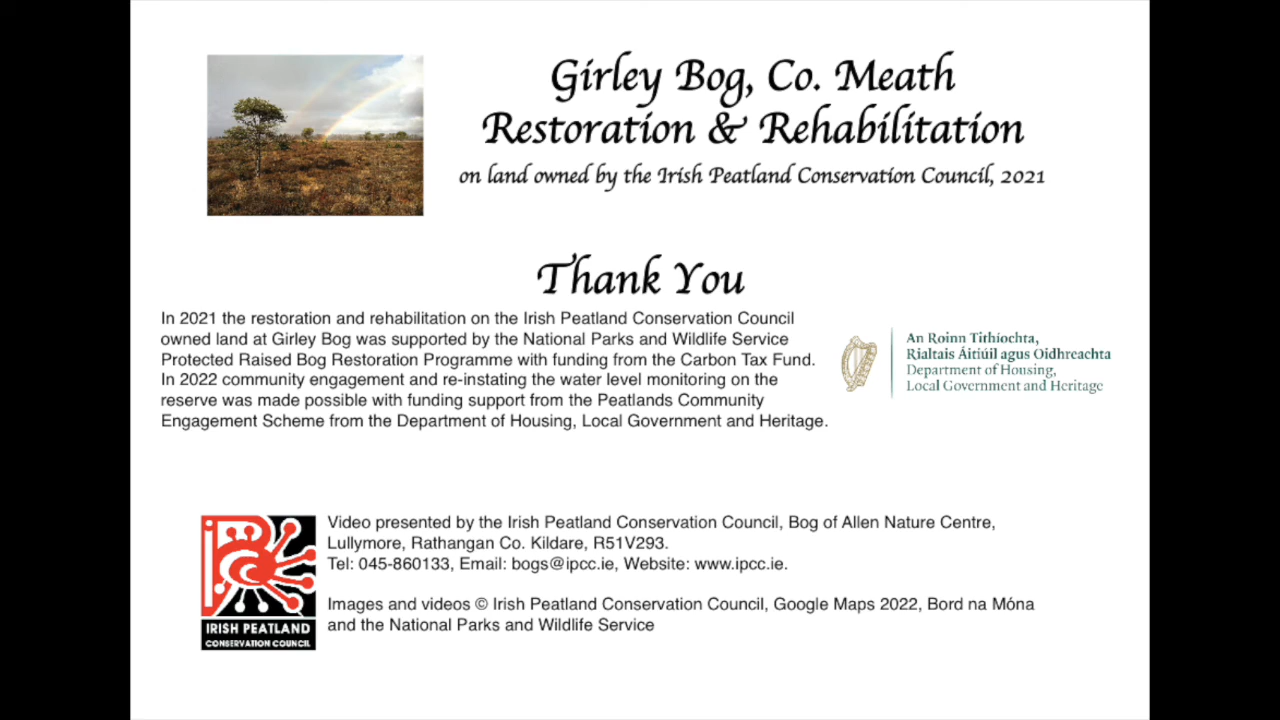 Girley Bog, Co. Meath
Restoration & Rehabilitation
on land owned by the Irish Peatland Conservation Council, 2021
Thank You
In 2021 the restoration and rehabilitation on the Irish Peatland Conservation Council
owned land at Girley Bog was supported by the National Parks and Wildlife Service
Protected Raised Bog Restoration Programme with funding from the Carbon Tax Fund.
In 2022 community engagement and re-instating the water level monitoring on the
reserve was made possible with funding support from the Peatlands Community
Engagement Scheme from the Department of Housing, Local Government and Heritage.
An Roinn Tithíochta,
Rialtais Áitiúil agus Oidhreachta
Department of Housing,
Local Government and Heritage
Video presented by the Irish Peatland Conservation Council, Bog of Allen Nature Centre,
Lullymore, Rathangan Co. Kildare, R51V293.
Tel: 045-860133, Email: bogs@ipcc.ie, Website: www.ipcc.ie.
Images and videos © Irish Peatland Conservation Council, Google Maps 2022, Bord na Móna
and the National Parks and Wildlife Service
IPCC
IRISH PEATLAND
CONSERVATION COUNCIL